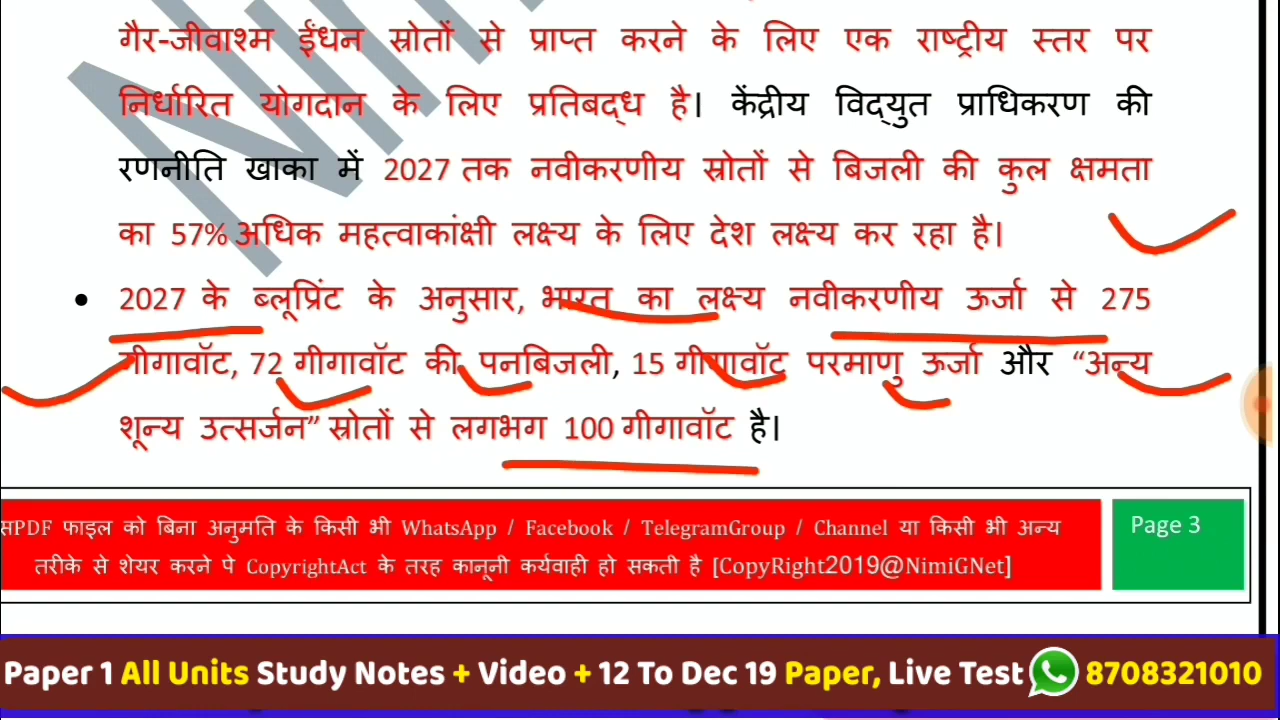 गैर-जीवाश्म ईंधन स्रोतों से प्राप्त करने के लिए एक राष्ट्रीय स्तर पर
निर्धारित योगदान के लिए प्रतिबद्ध है। केंद्रीय विद्युत प्राधिकरण की
रणनीति खाका में 2027 तक नवीकरणीय स्रोतों से बिजली की कुल क्षमता
का 57% अधिक महत्वाकांक्षी लक्ष्य के लिए देश लक्ष्य कर रहा है।
• 2027 के ब्लूप्रिंट के अनुसार, भारत का लक्ष्य नवीकरणीय ऊर्जा से 275
गीगावॉट, 72 गीगावॉट की पनबिजली, 15 गीगावॉट परमाणु ऊर्जा और “अन्य
शून्य उत्सर्जन” स्रोतों से लगभग 100 गीगावॉट है।
सPDF फाइल को बिना अनुमति के किसी भी WhatsApp / Facebook / TelegramGroup / Channel या किसी भी अन्य
तरीके से शेयर करने पे CopyrightAct के तरह कानूनी कर्यवाही हो सकती है [CopyRight2019@NimiGNet]
Page 3
Paper 1 All Units Study Notes + Video + 12 To Dec 19 Paper, Live Test 8708321010